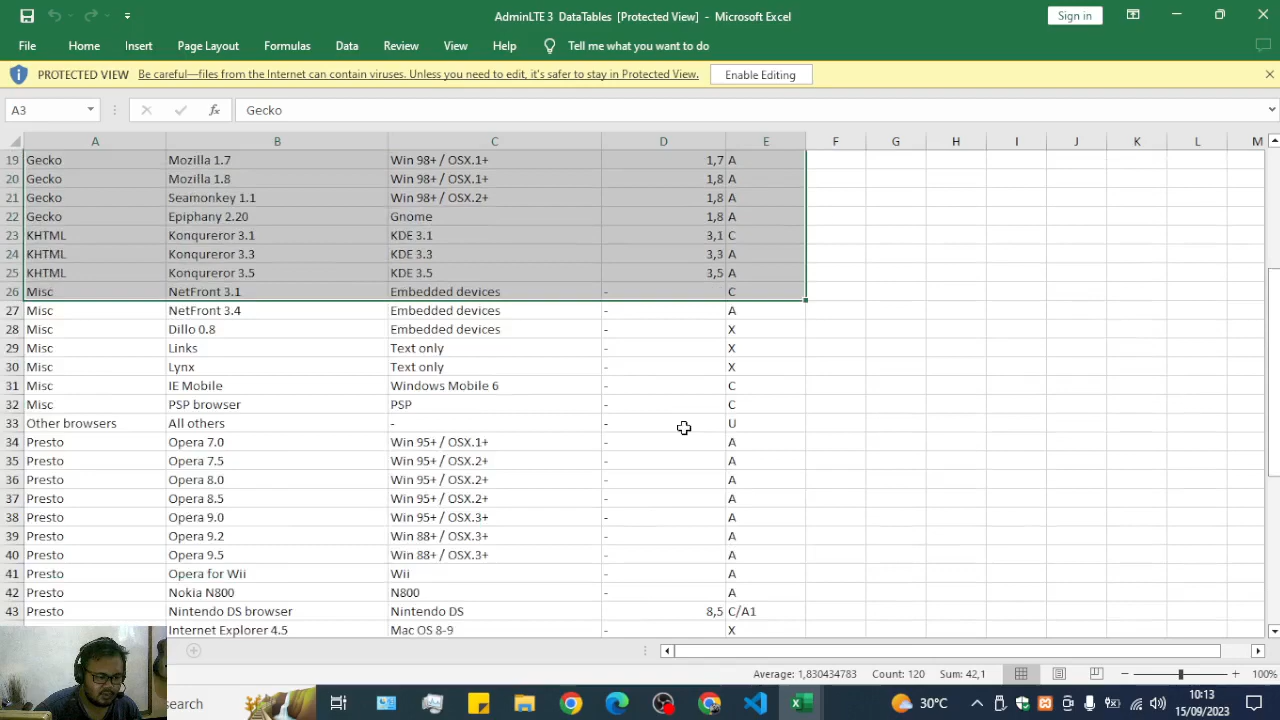 AdminLTE 3 DataTables [Protected View] - Microsoft Excel Sign in
File Home Insert Page Layout Formulas Data Review View Help Tell me what you want to do
PROTECTED VIEW Be careful—files from the Internet can contain viruses. Unless you need to edit, it's safer to stay in Protected View. Enable Editing
A3 fx Gecko
A B C D E F G H I J K L M
19 Gecko Mozilla 1.7 Win 98+ / OSX.1+ 1,7 A
20 Gecko Mozilla 1.8 Win 98+ / OSX.1+ 1,8 A
21 Gecko Seamonkey 1.1 Win 98+ / OSX.2+ 1,8 A
22 Gecko Epiphany 2.20 Gnome 1,8 A
23 KHTML Konqureror 3.1 KDE 3.1 3,1 C
24 KHTML Konqureror 3.3 KDE 3.3 3,3 A
25 KHTML Konqureror 3.5 KDE 3.5 3,5 A
26 Misc NetFront 3.1 Embedded devices - C
27 Misc NetFront 3.4 Embedded devices - A
28 Misc Dillo 0.8 Embedded devices - X
29 Misc Links Text only - X
30 Misc Lynx Text only - X
31 Misc IE Mobile Windows Mobile 6 - C
32 Misc PSP browser PSP - C
33 Other browsers All others - - U
34 Presto Opera 7.0 Win 95+ / OSX.1+ - A
35 Presto Opera 7.5 Win 95+ / OSX.2+ - A
36 Presto Opera 8.0 Win 95+ / OSX.2+ - A
37 Presto Opera 8.5 Win 95+ / OSX.2+ - A
38 Presto Opera 9.0 Win 95+ / OSX.3+ - A
39 Presto Opera 9.2 Win 88+ / OSX.3+ - A
40 Presto Opera 9.5 Win 88+ / OSX.3+ - A
41 Presto Opera for Wii Wii - A
42 Presto Nokia N800 N800 - A
43 Presto Nintendo DS browser Nintendo DS 8,5 C/A1
Internet Explorer 4.5 Mac OS 8-9 - X
Average: 1,830434783 Count: 120 Sum: 42,1 100%
search 30°C 10:13
15/09/2023